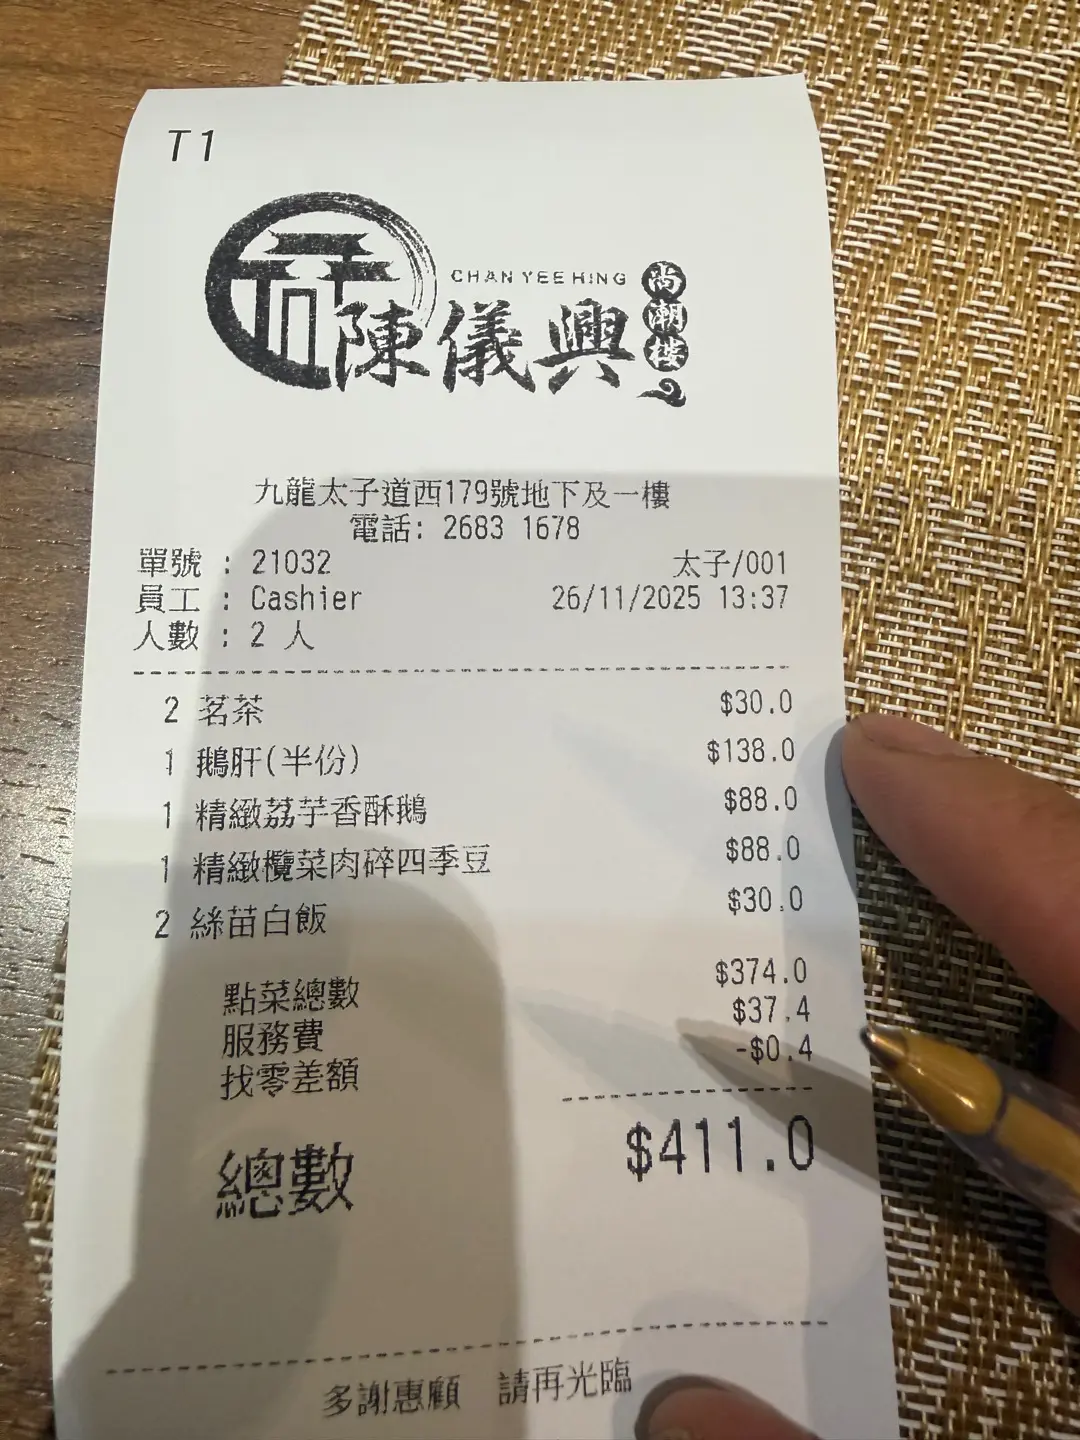 T1
CHAN YEE HING
陳儀興
尚潮樓
九龍太子道西179號地下及一樓
電話: 2683 1678
單號 : 21032 太子/001
員工 : Cashier 26/11/2025 13:37
人數 : 2 人
2 茗茶 $30.0
1 鵝肝(半份) $138.0
1 精緻荔芋香酥鵝 $88.0
1 精緻欖菜肉碎四季豆 $88.0
2 絲苗白飯 $30.0
點菜總數 $374.0
服務費 $37.4
找零差額 -$0.4
總數 $411.0
多謝惠顧 請再光臨